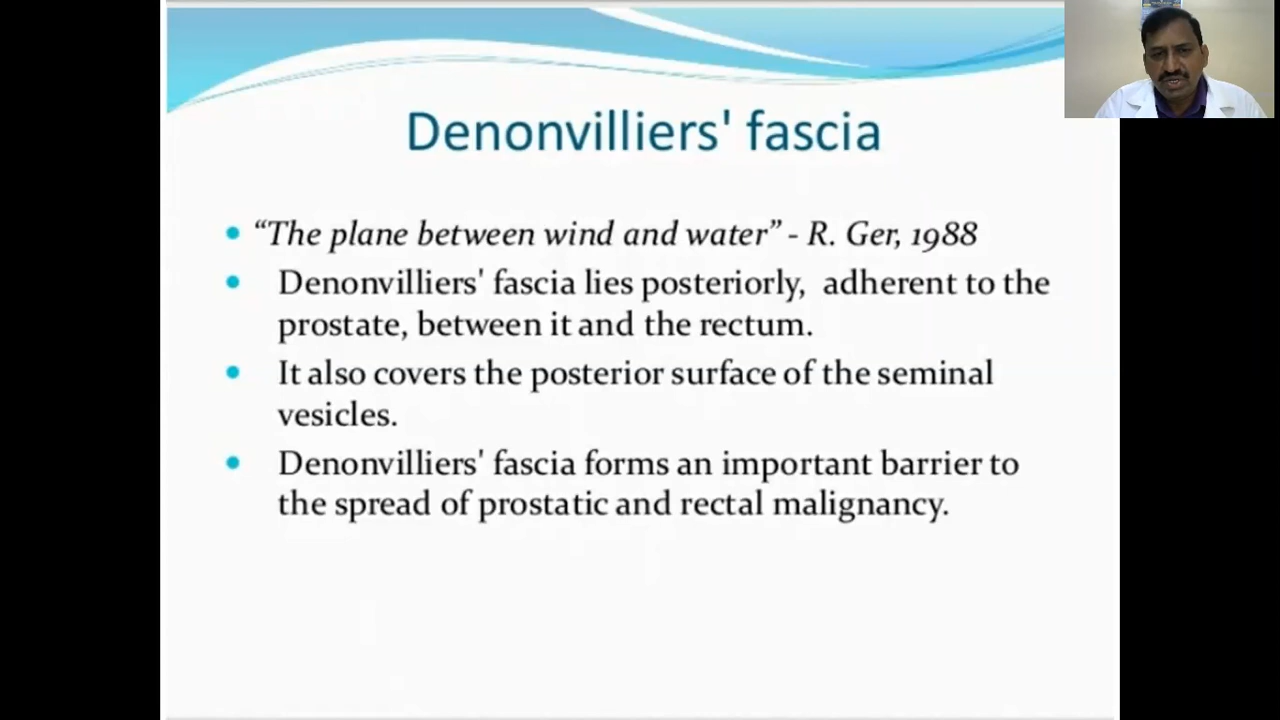 Denonvilliers' fascia
• “The plane between wind and water” - R. Ger, 1988
• Denonvilliers' fascia lies posteriorly, adherent to the
prostate, between it and the rectum.
• It also covers the posterior surface of the seminal
vesicles.
• Denonvilliers' fascia forms an important barrier to
the spread of prostatic and rectal malignancy.